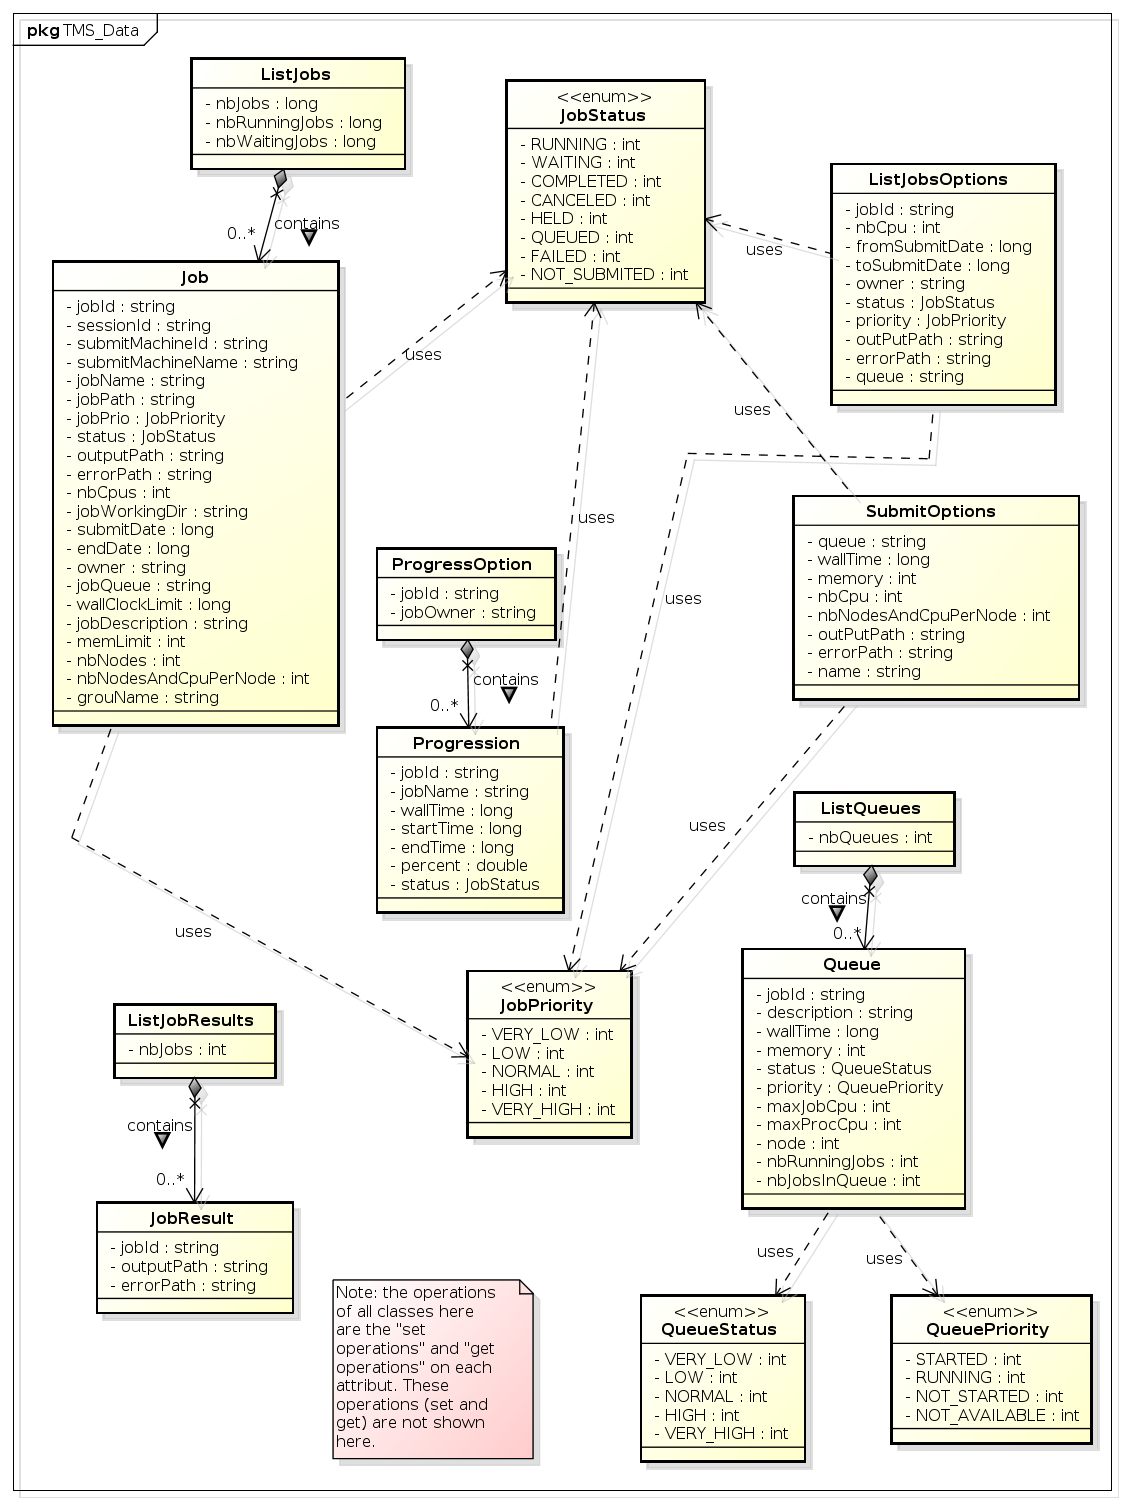 pkg TMS_Data
ListJobs
- nbJobs : long
- nbRunningJobs : long
- nbWaitingJobs : long
contains
0..*
<<enum>>
JobStatus
- RUNNING : int
- WAITING : int
- COMPLETED : int
- CANCELED : int
- HELD : int
- QUEUED : int
- FAILED : int
- NOT_SUBMITED : int
ListJobsOptions
- jobId : string
- nbCpu : int
- fromSubmitDate : long
- toSubmitDate : long
- owner : string
- status : JobStatus
- priority : JobPriority
- outPutPath : string
- errorPath : string
- queue : string
uses
Job
- jobId : string
- sessionId : string
- submitMachineId : string
- submitMachineName : string
- jobName : string
- jobPath : string
- jobPrio : JobPriority
- status : JobStatus
- outputPath : string
- errorPath : string
- nbCpus : int
- jobWorkingDir : string
- submitDate : long
- endDate : long
- owner : string
- jobQueue : string
- wallClockLimit : long
- jobDescription : string
- memLimit : int
- nbNodes : int
- nbNodesAndCpuPerNode : int
- grouName : string
uses
uses
uses
uses
SubmitOptions
- queue : string
- wallTime : long
- memory : int
- nbCpu : int
- nbNodesAndCpuPerNode : int
- outPutPath : string
- errorPath : string
- name : string
ProgressOption
- jobId : string
- jobOwner : string
contains
0..*
Progression
- jobId : string
- jobName : string
- wallTime : long
- startTime : long
- endTime : long
- percent : double
- status : JobStatus
uses
ListQueues
- nbQueues : int
contains
0..*
uses
Queue
- jobId : string
- description : string
- wallTime : long
- memory : int
- status : QueueStatus
- priority : QueuePriority
- maxJobCpu : int
- maxProcCpu : int
- node : int
- nbRunningJobs : int
- nbJobsInQueue : int
<<enum>>
JobPriority
- VERY_LOW : int
- LOW : int
- NORMAL : int
- HIGH : int
- VERY_HIGH : int
ListJobResults
- nbJobs : int
contains
0..*
JobResult
- jobId : string
- outputPath : string
- errorPath : string
uses
uses
Note: the operations
of all classes here
are the "set
operations" and "get
operations" on each
attribut. These
operations (set and
get) are not shown
here.
<<enum>>
QueueStatus
- VERY_LOW : int
- LOW : int
- NORMAL : int
- HIGH : int
- VERY_HIGH : int
<<enum>>
QueuePriority
- STARTED : int
- RUNNING : int
- NOT_STARTED : int
- NOT_AVAILABLE : int